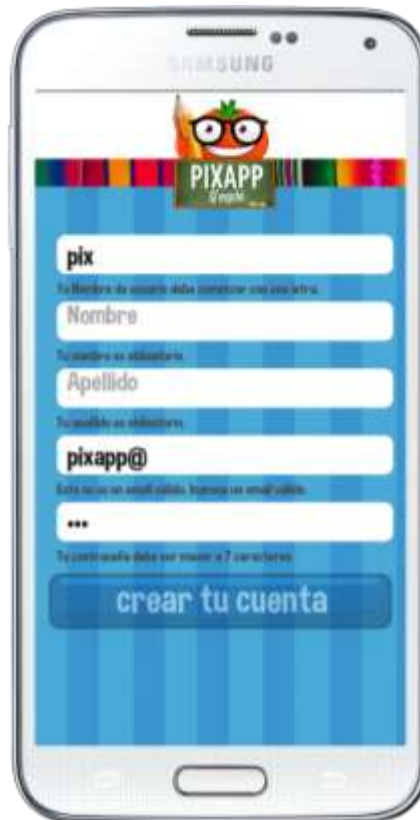 SAMSUNG
PIXAPP
Q'eqchi
pix
Tu Nombre de usuario debe comenzar con una letra.
Nombre
Tu nombre es obligatorio.
Apellido
Tu apellido es obligatorio.
pixapp@
Este no es un email válido. Ingresa un email válido.
•••
Tu contraseña debe ser mayor a 7 caracteres.
crear tu cuenta